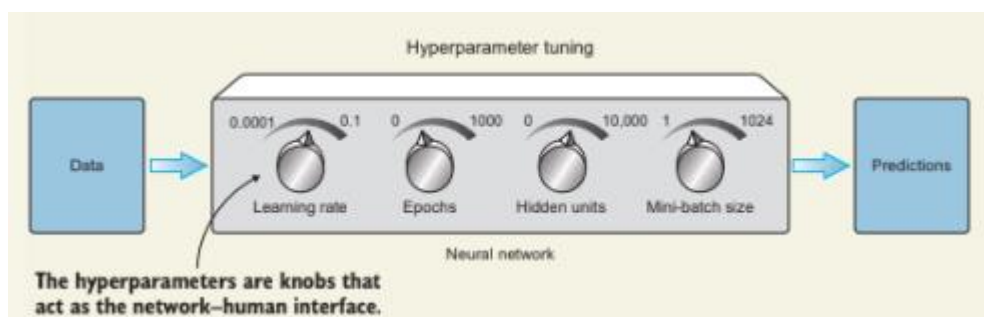 Hyperparameter tuning
0.0001 0.1 0 1000 0 10,000 1 1024
Data
Predictions
Learning rate Epochs Hidden units Mini-batch size
Neural network
The hyperparameters are knobs that
act as the network–human interface.